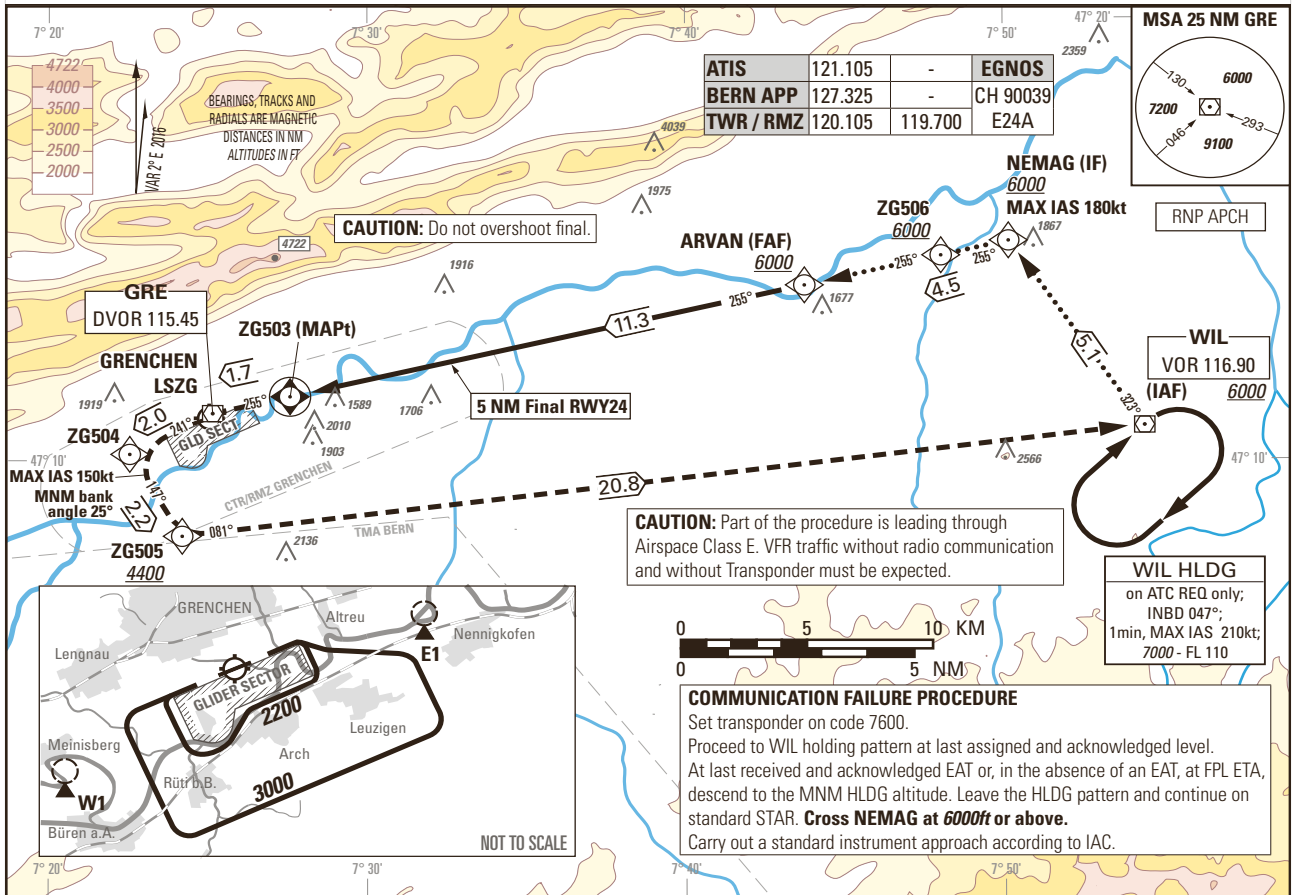 7° 20'
7° 40'
7° 50'
47° 20'
4722
4000
3500
3000
2500
2000
VAR 2° E 2016
BEARINGS, TRACKS AND
RADIALS ARE MAGNETIC
DISTANCES IN NM
ALTITUDES IN FT
ATIS 121.105 - EGNOS
BERN APP 127.325 - CH 90039
TWR / RMZ 120.105 119.700 E24A
2359
MSA 25 NM GRE
130
6000
7200
293
046
9100
RNP APCH
4039
1975
NEMAG (IF)
6000
MAX IAS 180kt
1867
ZG506
6000
255°
255°
4.5
ARVAN (FAF)
6000
1677
255°
11.3
CAUTION: Do not overshoot final.
4722
1916
GRE
DVOR 115.45
ZG503 (MAPt)
GRENCHEN
LSZG
1.7
255°
5 NM Final RWY24
5.1
323°
WIL
VOR 116.90
(IAF) 6000
1919
2.0
241°
GLD SECT
1589
1706
2010
1903
ZG504
47° 10'
MAX IAS 150kt
MNM bank
angle 25°
147°
2.2
CTR/RMZ GRENCHEN
TMA BERN
20.8
2566
47° 10'
081°
ZG505
4400
2136
CAUTION: Part of the procedure is leading through
Airspace Class E. VFR traffic without radio communication
and without Transponder must be expected.
WIL HLDG
on ATC REQ only;
INBD 047°;
1min, MAX IAS 210kt;
7000 - FL 110
0 5 10 KM
0 5 NM
GRENCHEN
Altreu
Nennigkofen
E1
Lengnau
GLIDER SECTOR
2200
Leuzigen
Arch
Meinisberg
Rüti b.B.
3000
W1
Büren a.A.
NOT TO SCALE
COMMUNICATION FAILURE PROCEDURE
Set transponder on code 7600.
Proceed to WIL holding pattern at last assigned and acknowledged level.
At last received and acknowledged EAT or, in the absence of an EAT, at FPL ETA,
descend to the MNM HLDG altitude. Leave the HLDG pattern and continue on
standard STAR. Cross NEMAG at 6000ft or above.
Carry out a standard instrument approach according to IAC.
7° 20'
7° 30'
7° 40'
7° 50'